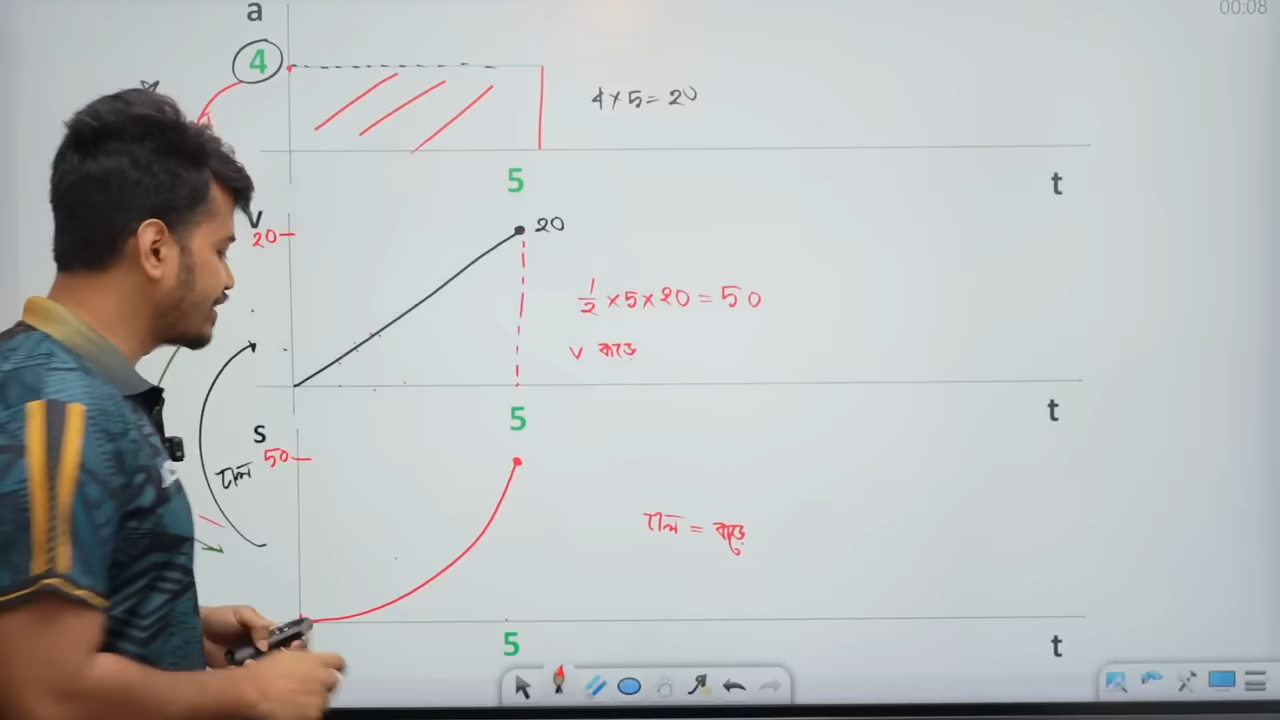 00:08
a
4
4×5=20
5
t
V
20
20
1/2 ×5×20=50
v বাড়ে
5
t
s
50
ঢাল
ঢাল = বাড়ে
5
t